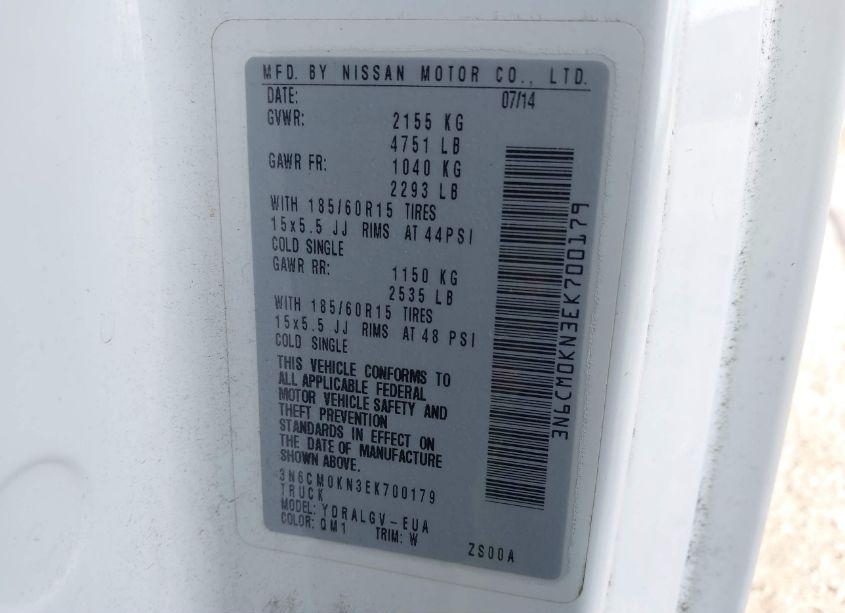 MFD. BY NISSAN MOTOR CO., LTD.
DATE: 07/14
GVWR: 2155 KG
4751 LB
GAWR FR: 1040 KG
2293 LB
WITH 185/60R15 TIRES
15x5.5 JJ RIMS AT 44PSI
COLD SINGLE
GAWR RR: 1150 KG
2535 LB
WITH 185/60R15 TIRES
15x5.5 JJ RIMS AT 48 PSI
COLD SINGLE
THIS VEHICLE CONFORMS TO
ALL APPLICABLE FEDERAL
MOTOR VEHICLE SAFETY AND
THEFT PREVENTION
STANDARDS IN EFFECT ON
THE DATE OF MANUFACTURE
SHOWN ABOVE.
3N6CM0KN3EK700179
TRUCK
MODEL: YDRALGV-EUA
COLOR: QM1 TRIM: W
ZS00A
3N6CM0KN3EK700179